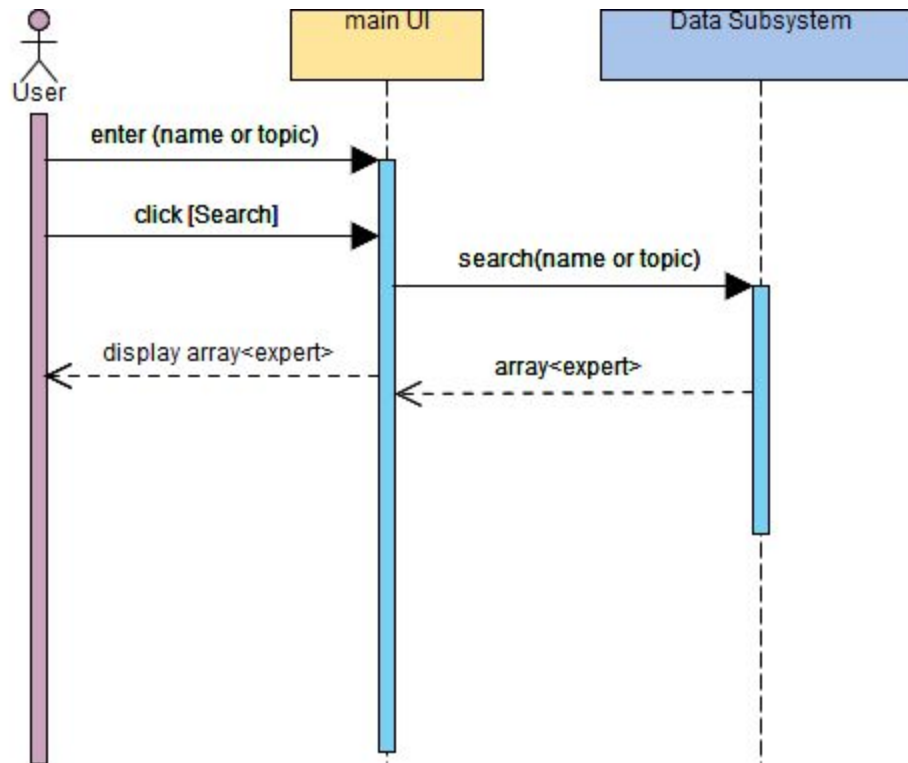 main UI
Data Subsystem
User
enter (name or topic)
click [Search]
search(name or topic)
display array<expert>
array<expert>